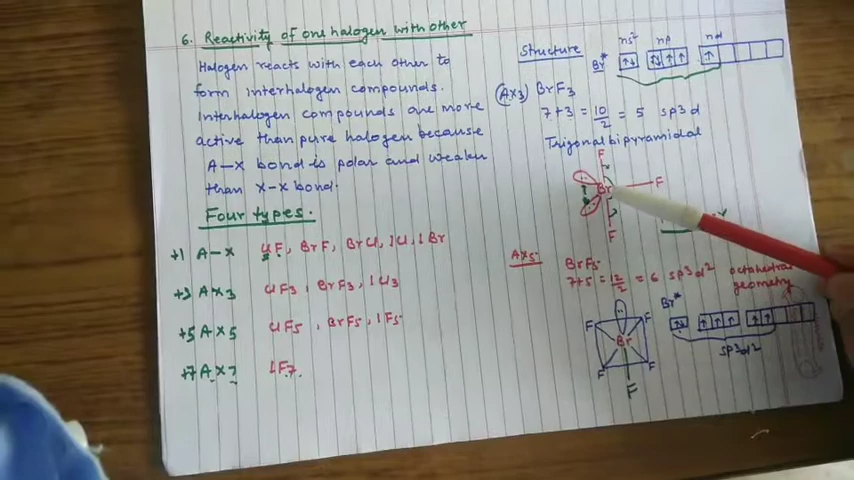 6. Reactivity of one halogen with other
Halogen reacts with each other to
form interhalogen compounds.
Interhalogen compounds are more
active than pure halogen because
A-X bond is polar and weaker
than X-X bond.
Four types.
+1 A-X ClF, BrF, BrCl, ICl, IBr
+3 AX3 ClF3, BrF3, ICl3
+5 AX5 ClF5, BrF5, IF5
+7 AX7 IF7.
Structure
ns² np nd
Br*
AX3 BrF3
7+3 = 10/2 = 5 sp3d
Trigonal bipyramidal
F
Br F
F
AX5 BrF5
7+5 = 12/2 = 6 sp3d2 octahedral
geometry
Br*
F F
Br
F F
F
sp3d2